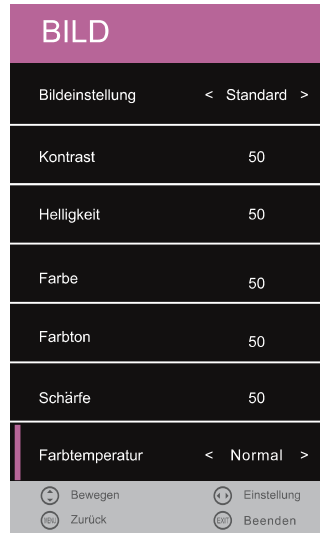 BILD
Bildeinstellung < Standard >
Kontrast 50
Helligkeit 50
Farbe 50
Farbton 50
Schärfe 50
Farbtemperatur < Normal >
Bewegen Einstellung
MENU Zurück EXIT Beenden